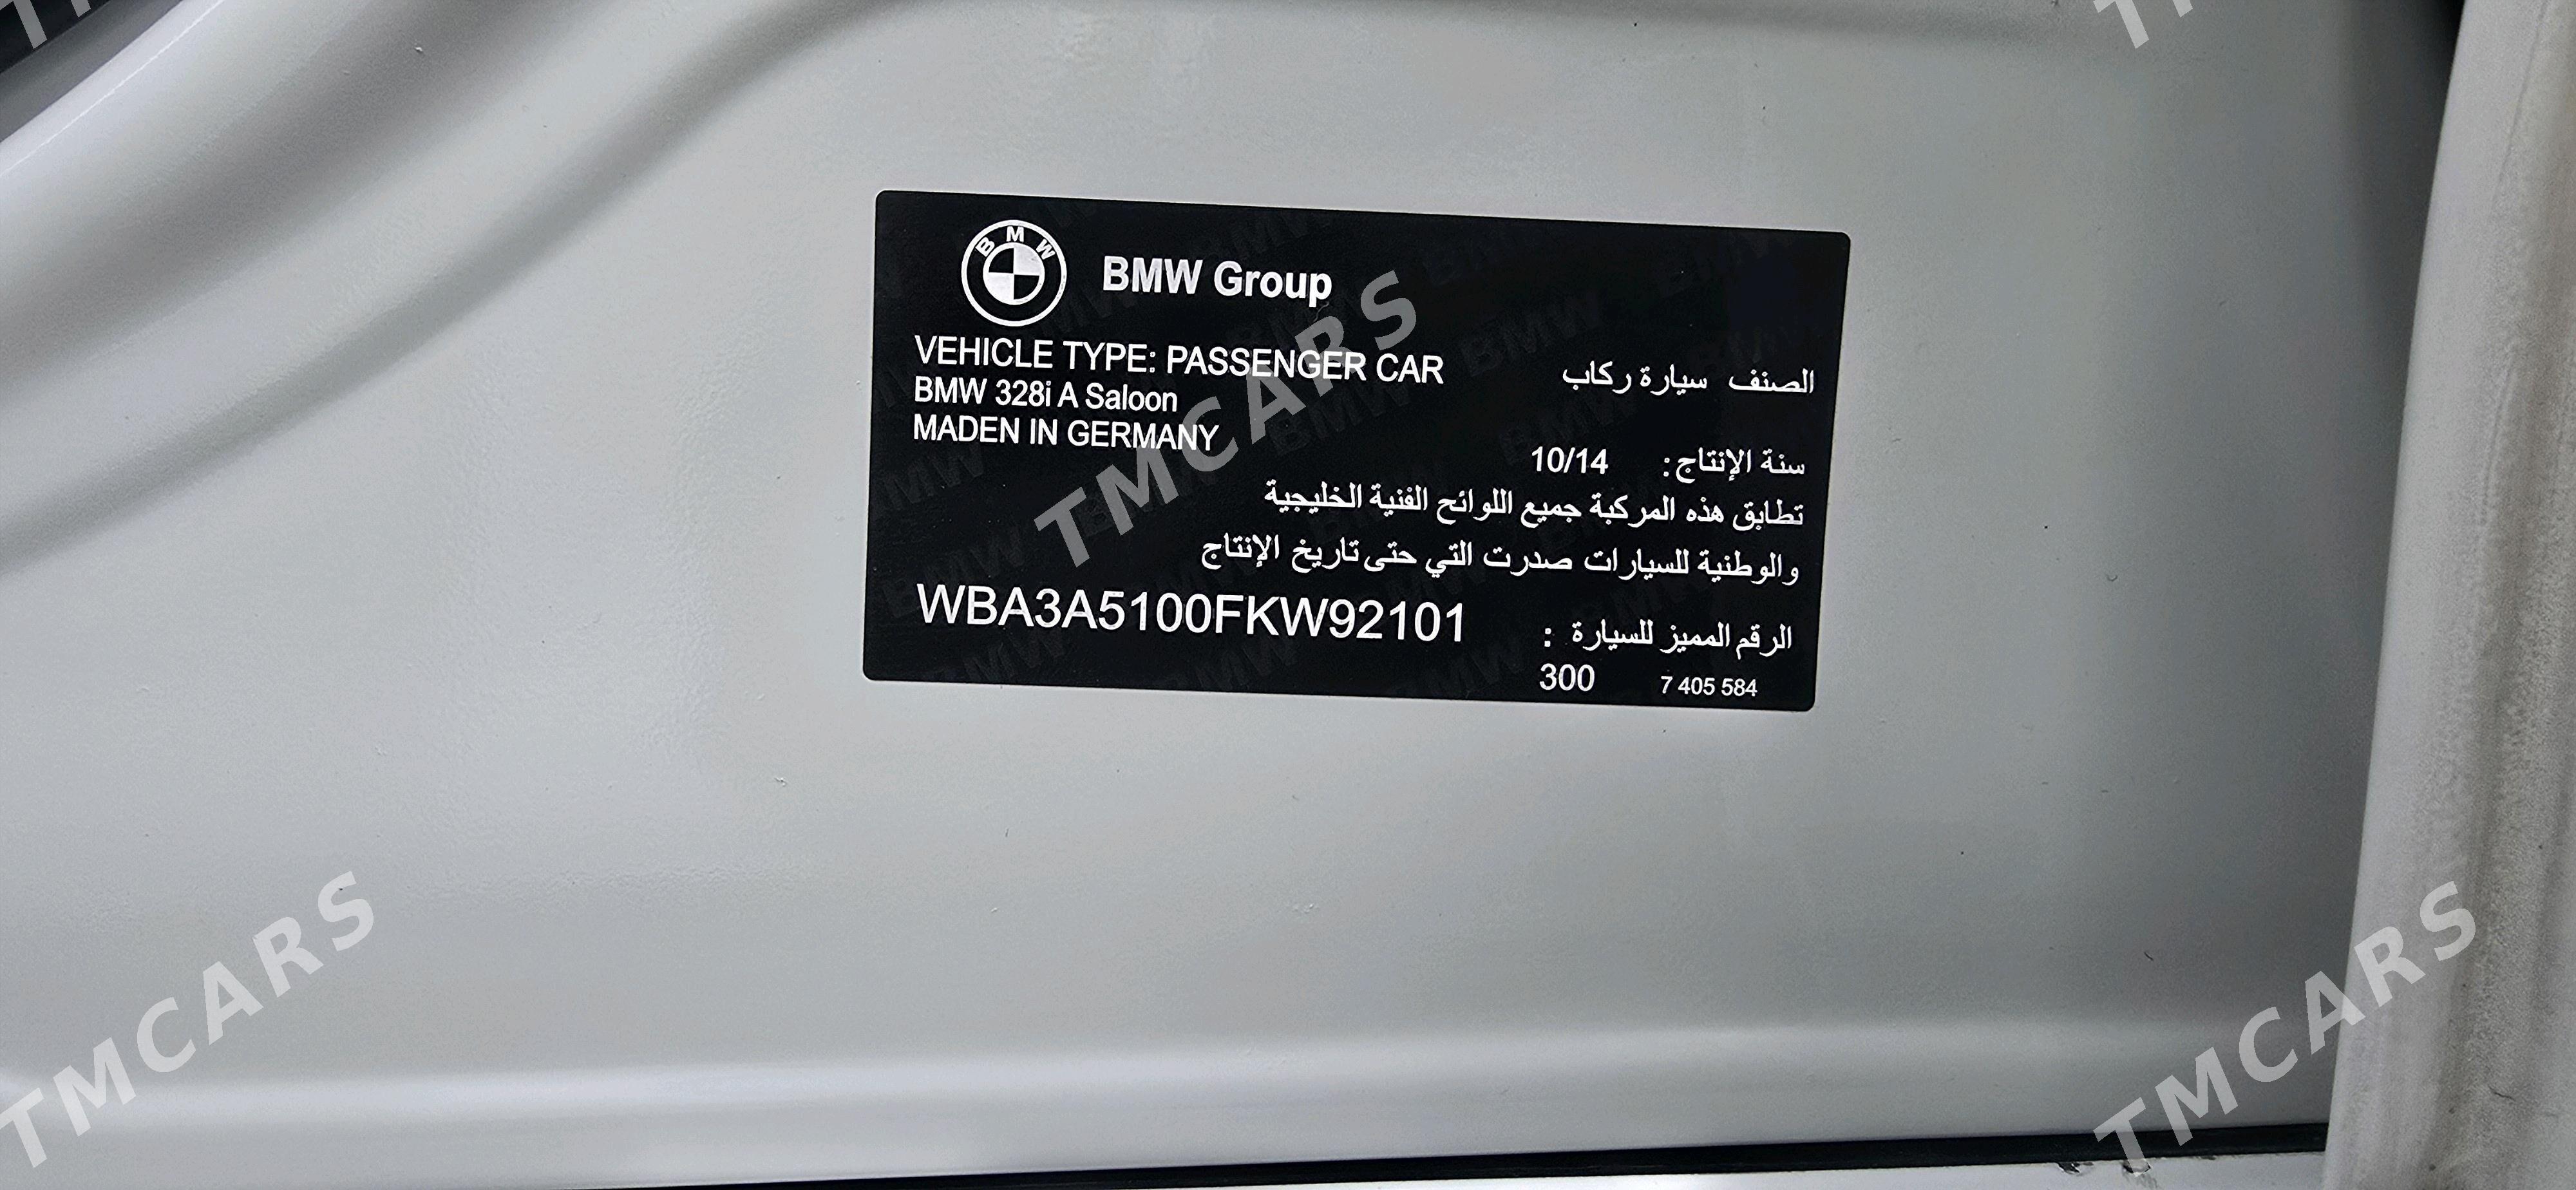 BMW
BMW Group
VEHICLE TYPE: PASSENGER CAR
الصنف سيارة ركاب
BMW 328i A Saloon
MADEN IN GERMANY
سنة الإنتاج: 10/14
تطابق هذه المركبة جميع اللوائح الفنية الخليجية
والوطنية للسيارات صدرت التي حتى تاريخ الإنتاج
WBA3A5100FKW92101
الرقم المميز للسيارة :
300 7 405 584
TMCARS
TMCARS
TMCARS